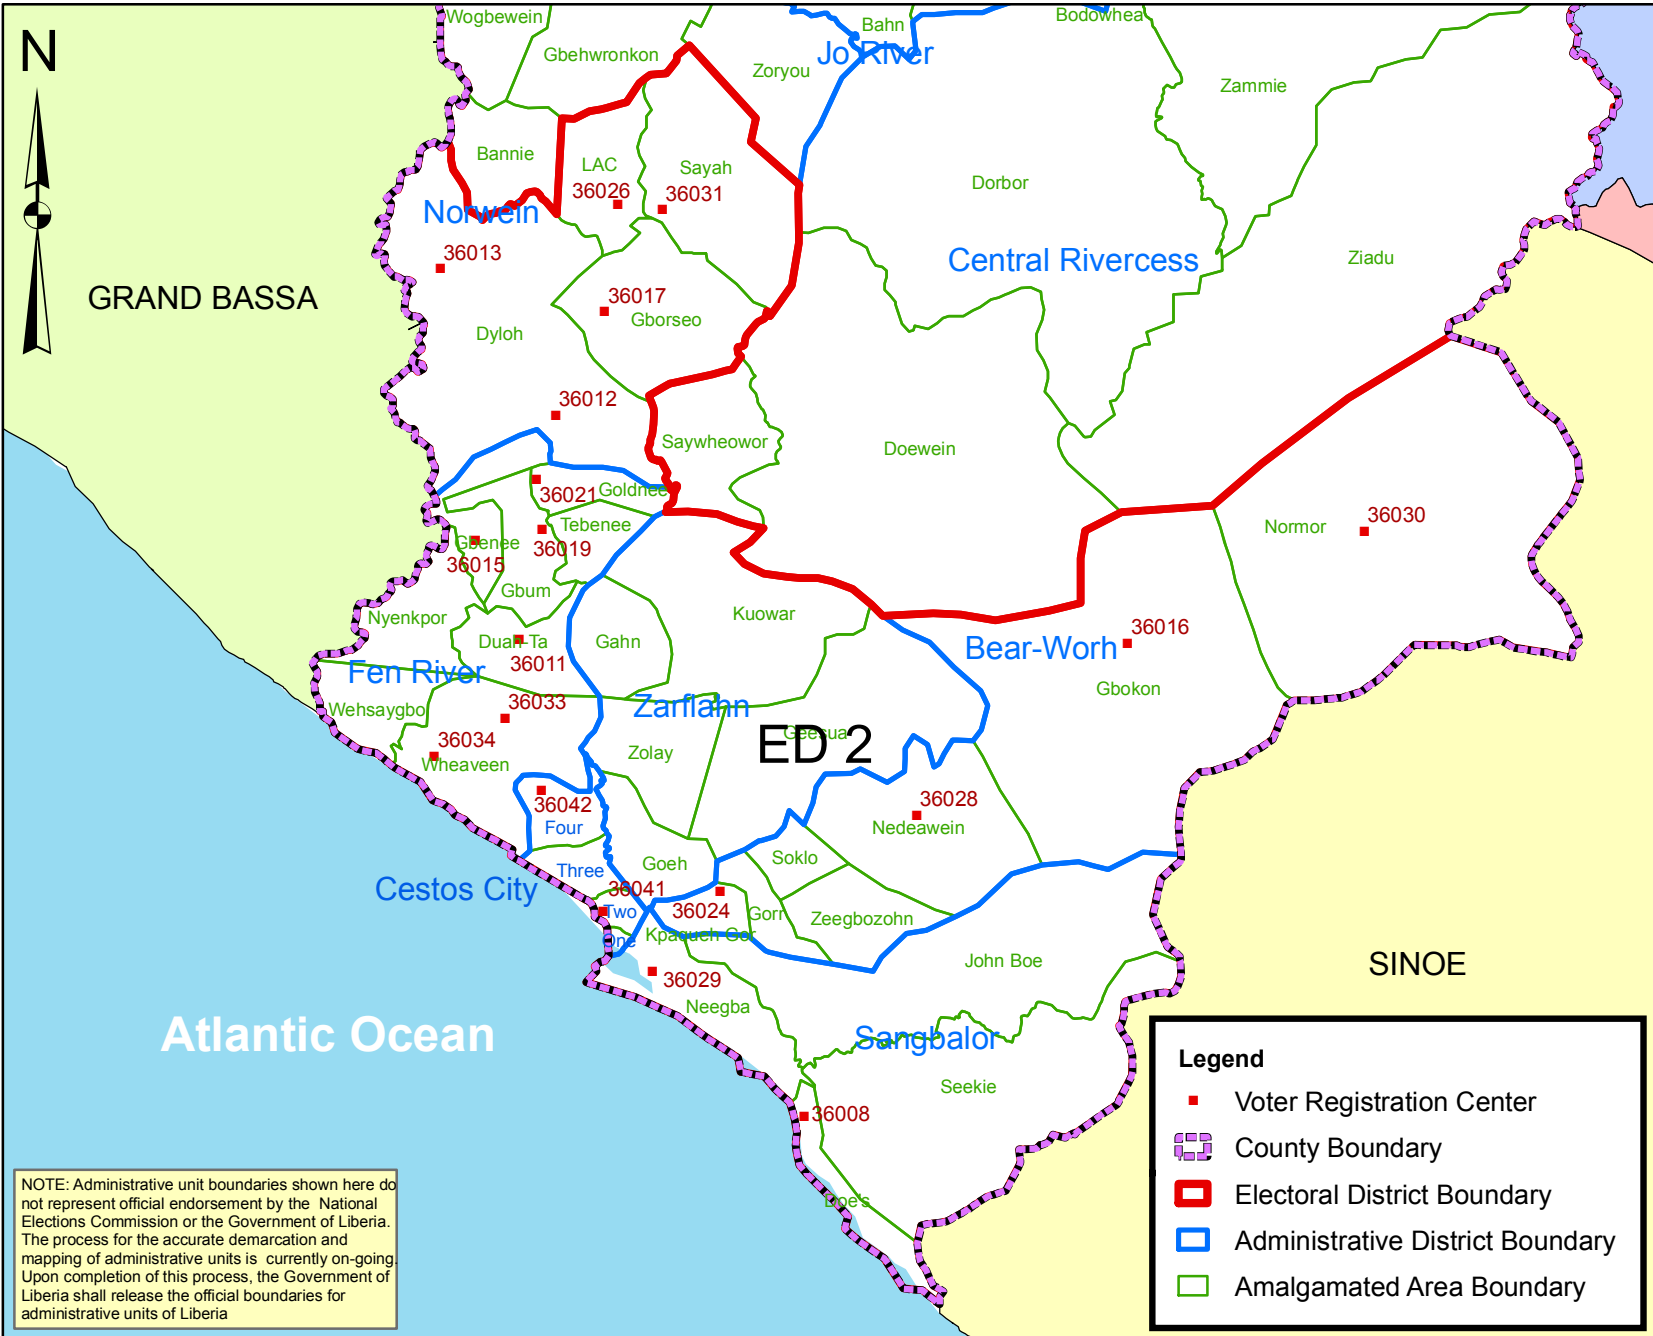 Wogbewein
Bahn
Bodowhea
N
Gbehwronkon
Jo River
Zoryou
Zammie
Bannie
LAC
Sayah
Dorbor
36026
36031
Norwein
36013
Central Rivercess
Ziadu
GRAND BASSA
36017
Gborseo
Dyloh
36012
Saywheowor
Doewein
36021
Goldnee
Tebenee
Normor
36030
Gbenee
36019
36015
Gbum
Nyenkpor
Kuowar
Duah-Ta
Gahn
36016
Bear-Worh
36011
Fen River
Gbokon
36033
Wehsaygbo
Zarflahn
Geesua
ED 2
36034
Zolay
Wheaveen
36042
36028
Four
Nedeawein
Three
Goeh
Soklo
Cestos City
36041
Two
36024
Gorr
Zeegbozohn
One
Kpaqueh-Gor
John Boe
SINOE
36029
Neegba
Atlantic Ocean
Sangbalor
Seekie
36008
Doe's
Legend
Voter Registration Center
County Boundary
Electoral District Boundary
Administrative District Boundary
Amalgamated Area Boundary
NOTE: Administrative unit boundaries shown here do
not represent official endorsement by the National
Elections Commission or the Government of Liberia.
The process for the accurate demarcation and
mapping of administrative units is currently on-going.
Upon completion of this process, the Government of
Liberia shall release the official boundaries for
administrative units of Liberia